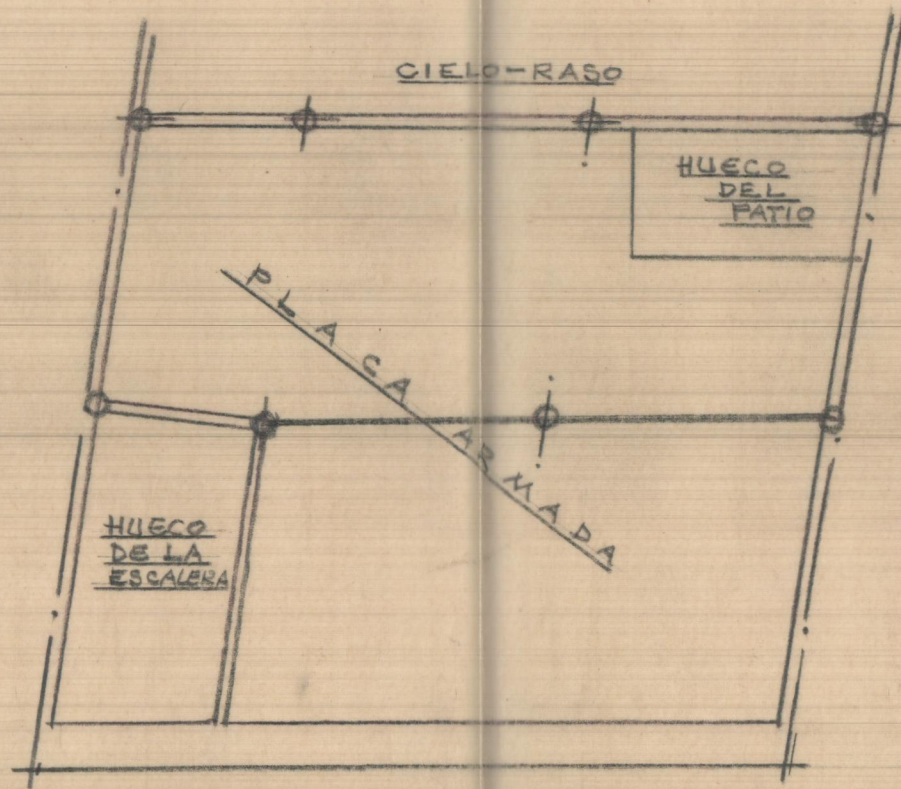 CIELO-RASO
HUECO
DEL
PATIO
PLACA ARMADA
HUECO
DE LA
ESCALERA